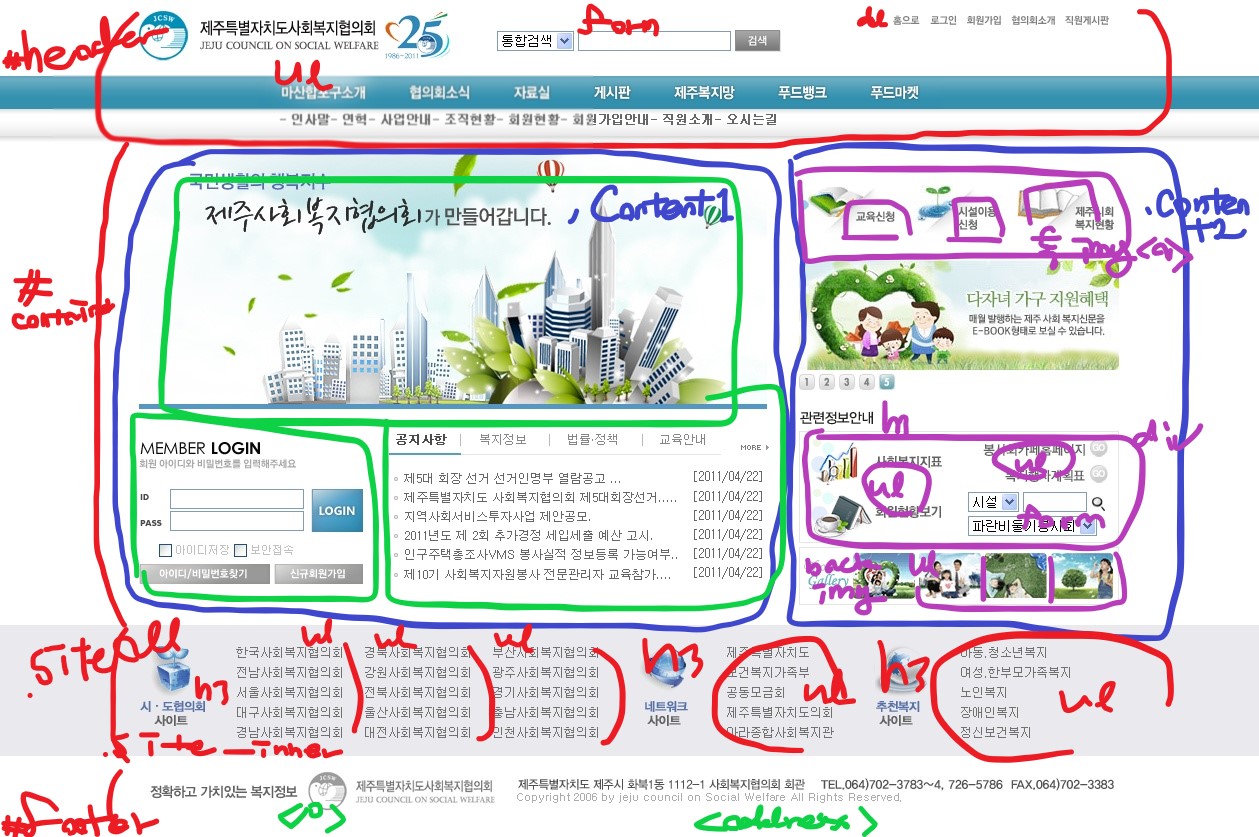 #header
JCSW
제주특별자치도사회복지협의회
JEJU COUNCIL ON SOCIAL WELFARE
25
1986-2011
통합검색
form
검색
홈으로 로그인 회원가입 협의회소개 직원게시판
ul
마산합포구소개 협의회소식 자료실 게시판 제주복지망 푸드뱅크 푸드마켓
- 인사말- 연혁- 사업안내- 조직현황- 회원현황- 회원가입안내- 직원소개- 오시는길
국민생활의 행복지수
제주사회복지협의회가 만들어갑니다.
.Content1
교육신청
시설이용
신청
제주사회
복지현황
.Conten
t2
img <a>
다자녀 가구 지원혜택
매월 발행하는 제주 사회 복지신문을
E-BOOK형태로 보실 수 있습니다.
1 2 3 4 5
MEMBER LOGIN
회원 아이디와 비밀번호를 입력해주세요
ID
PASS
LOGIN
아이디저장 보안접속
아이디/비밀번호찾기 신규회원가입
공지사항 복지정보 법률·정책 교육안내
MORE
제5대 회장 선거 선거인명부 열람공고 ... [2011/04/22]
제주특별자치도 사회복지협의회 제5대회장선거..... [2011/04/22]
지역사회서비스투자사업 제안공모. [2011/04/22]
2011년도 제 2회 추가경정 세입세출 예산 고시. [2011/04/22]
인구주택총조사VMS 봉사실적 정보등록 가능여부.. [2011/04/22]
제10기 사회복지자원봉사 전문관리자 교육참가.... [2011/04/22]
관련정보안내
h
div
사회복지지표
ul
회원현황보기
ul
시설
form
back
img
Gallery
ul
.site
h3
시·도협의회
사이트
.site_inner
ul ul ul
한국사회복지협의회 경북사회복지협의회 부산사회복지협의회
전남사회복지협의회 강원사회복지협의회 광주사회복지협의회
서울사회복지협의회 전북사회복지협의회 경기사회복지협의회
대구사회복지협의회 울산사회복지협의회 충남사회복지협의회
경남사회복지협의회 대전사회복지협의회 인천사회복지협의회
h3
네트워크
사이트
제주특별자치도
보건복지가족부
공동모금회
제주특별자치도의회
아라종합사회복지관
ul
h3
추천복지
사이트
아동.청소년복지
여성.한부모가족복지
노인복지
장애인복지
정신보건복지
ul
#footer
정확하고 가치있는 복지정보
JCSW
제주특별자치도사회복지협의회
JEJU COUNCIL ON SOCIAL WELFARE
제주특별자치도 제주시 화북1동 1112-1 사회복지협의회 회관 TEL.064)702-3783~4, 726-5786 FAX.064)702-3383
Copyright 2006 by jeju council on Social Welfare All Rights Reserved.
<address>